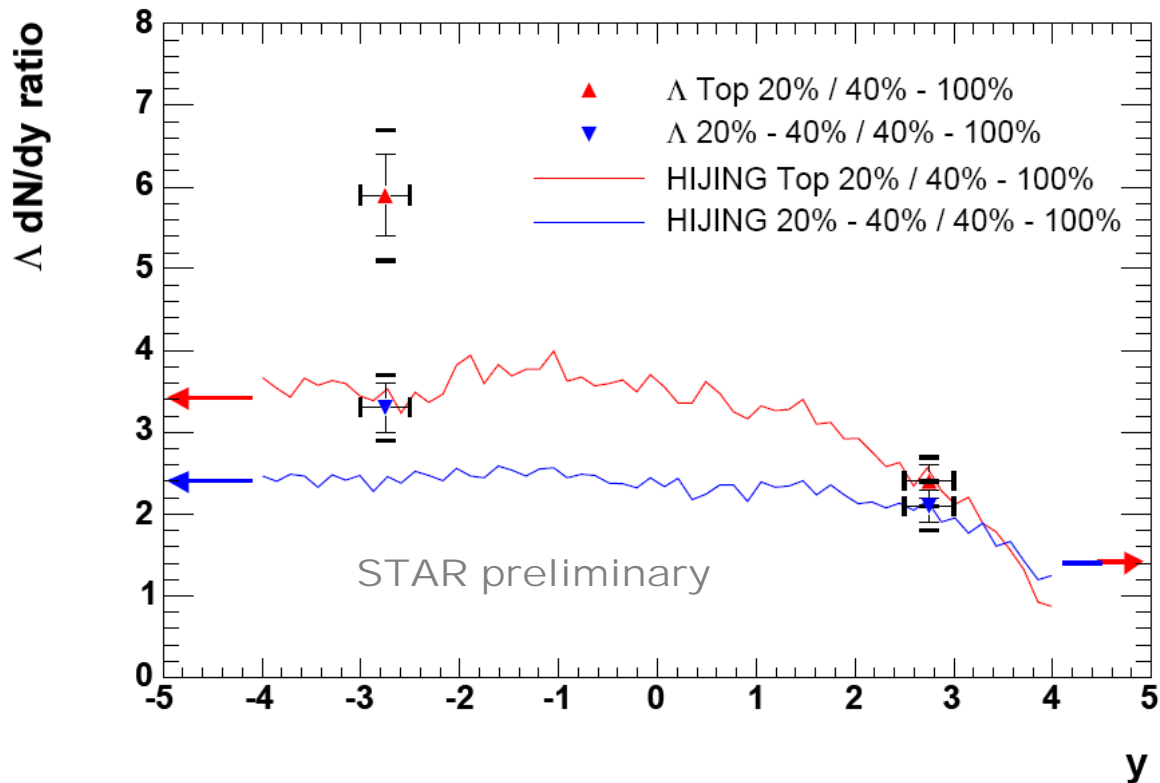 Λ dN/dy ratio
8
7
6
5
4
3
2
1
0
Λ Top 20% / 40% - 100%
Λ 20% - 40% / 40% - 100%
HIJING Top 20% / 40% - 100%
HIJING 20% - 40% / 40% - 100%
STAR preliminary
-5 -4 -3 -2 -1 0 1 2 3 4 5
y